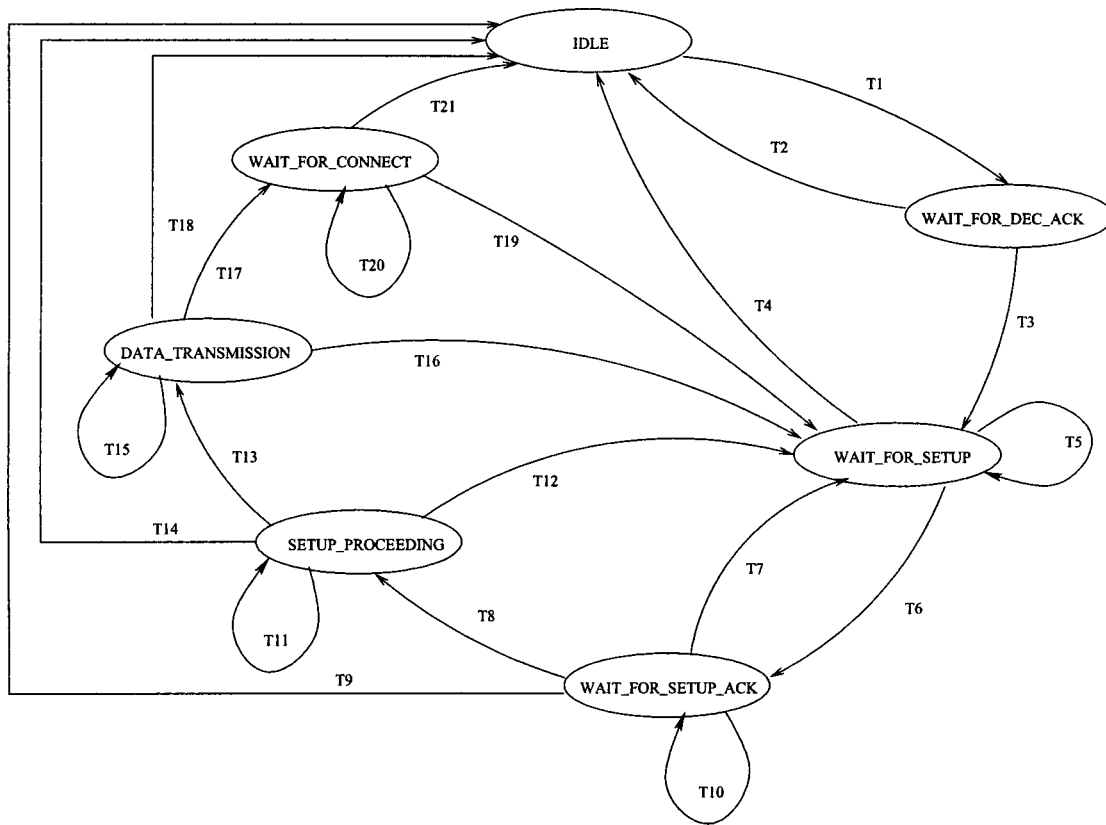 IDLE
T1
T21
T2
WAIT_FOR_CONNECT
WAIT_FOR_DEC_ACK
T18
T19
T20
T17
T4
T3
DATA_TRANSMISSION
T16
T15
T13
T12
WAIT_FOR_SETUP
T5
T14
SETUP_PROCEEDING
T7
T11
T8
T6
T9
WAIT_FOR_SETUP_ACK
T10